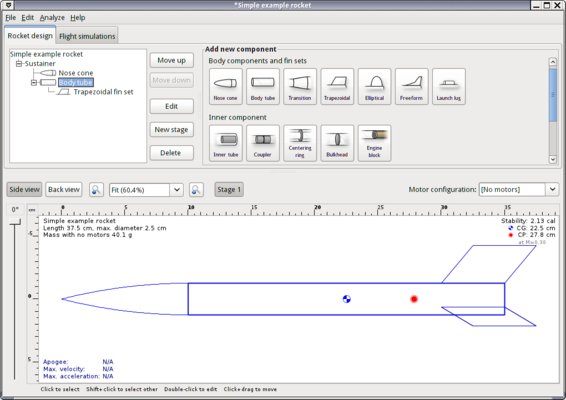 *Simple example rocket
File Edit Analyze Help
Rocket design Flight simulations
Simple example rocket
Sustainer
Nose cone
Body tube
Trapezoidal fin set
Move up
Move down
Edit
New stage
Delete
Add new component
Body components and fin sets
Nose cone Body tube Transition Trapezoidal Elliptical Freeform Launch lug
Inner component
Inner tube Coupler Centering ring Bulkhead Engine block
Side view Back view Fit (60.4%) Stage 1 Motor configuration: [No motors]
0° cm 0 5 10 15 20 25 30 35
-5
0
5
Simple example rocket
Length 37.5 cm, max. diameter 2.5 cm
Mass with no motors 40.1 g
Stability: 2.13 cal
CG: 22.5 cm
CP: 27.8 cm
at M=0.30
Apogee: N/A
Max. velocity: N/A
Max. acceleration: N/A
Click to select Shift+click to select other Double-click to edit Click+drag to move